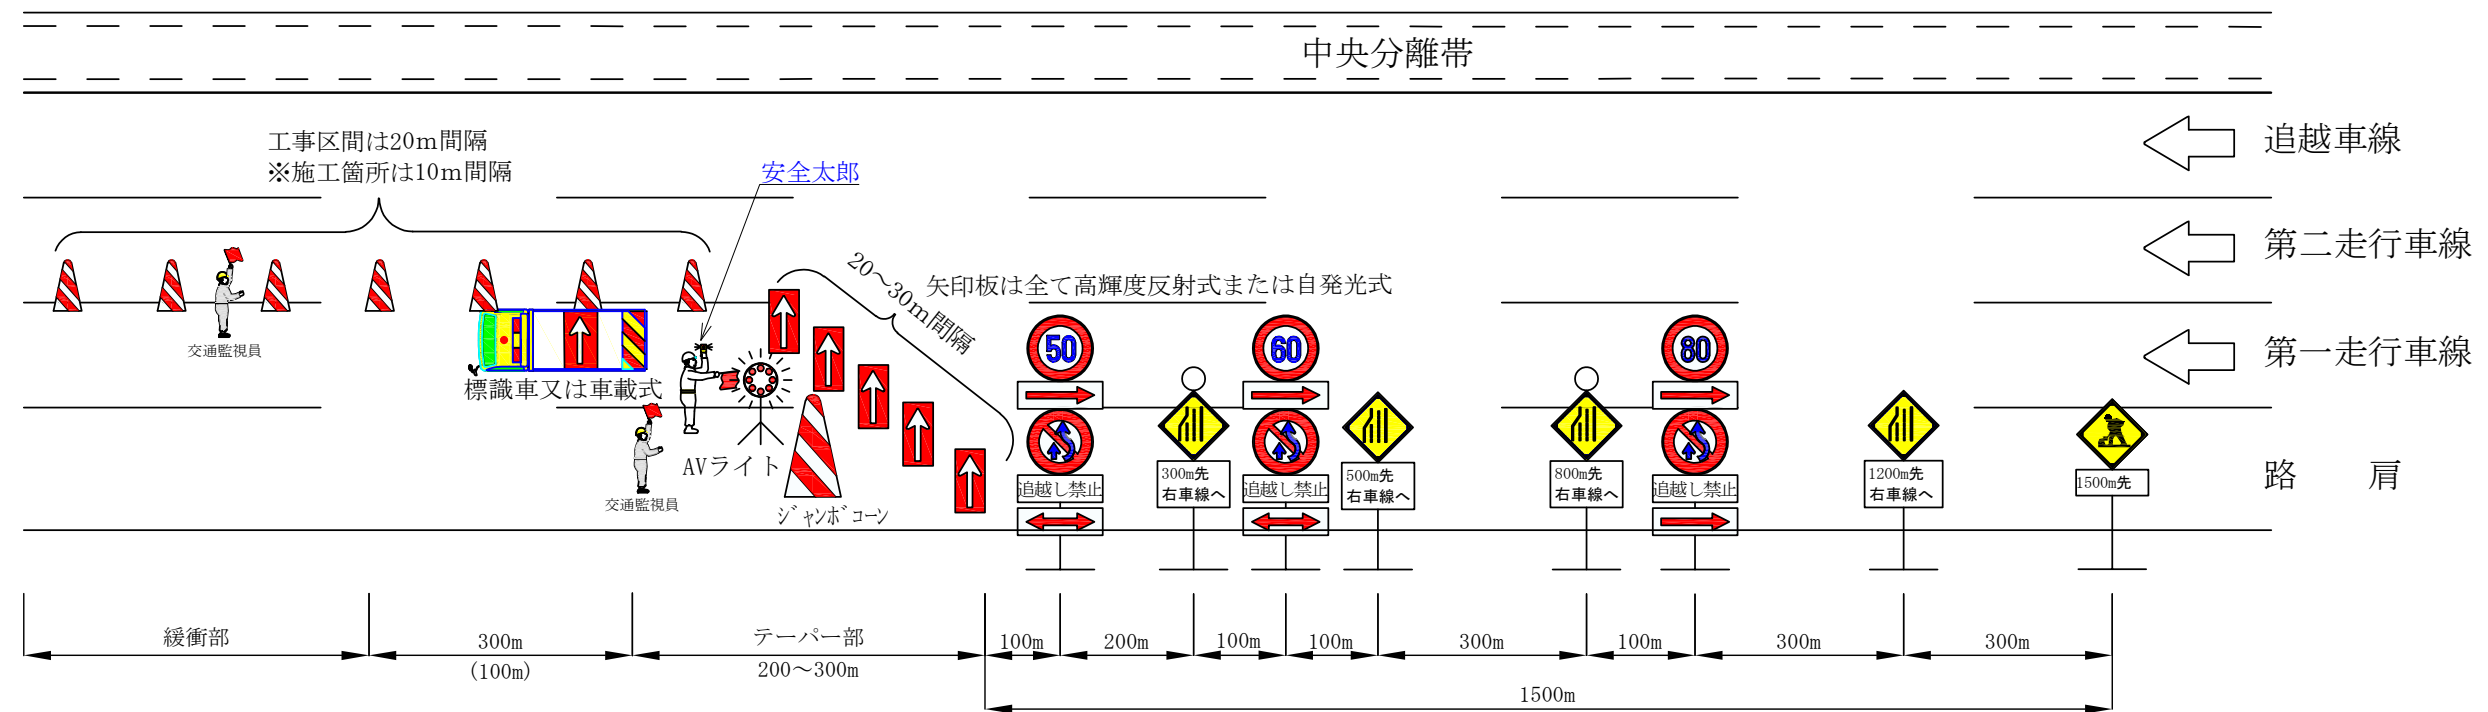 中央分離帯
工事区間は20m間隔
※施工箇所は10m間隔
安全太郎
追越車線
第二走行車線
第一走行車線
路　肩
20～30m間隔
矢印板は全て高輝度反射式または自発光式
交通監視員
標識車又は車載式
交通監視員
AVライト
ジャンボコーン
50
追越し禁止
300m先
右車線へ
60
追越し禁止
500m先
右車線へ
800m先
右車線へ
80
追越し禁止
1200m先
右車線へ
1500m先
緩衝部
300m
(100m)
テーパー部
200～300m
100m
200m
100m
100m
300m
100m
300m
300m
1500m